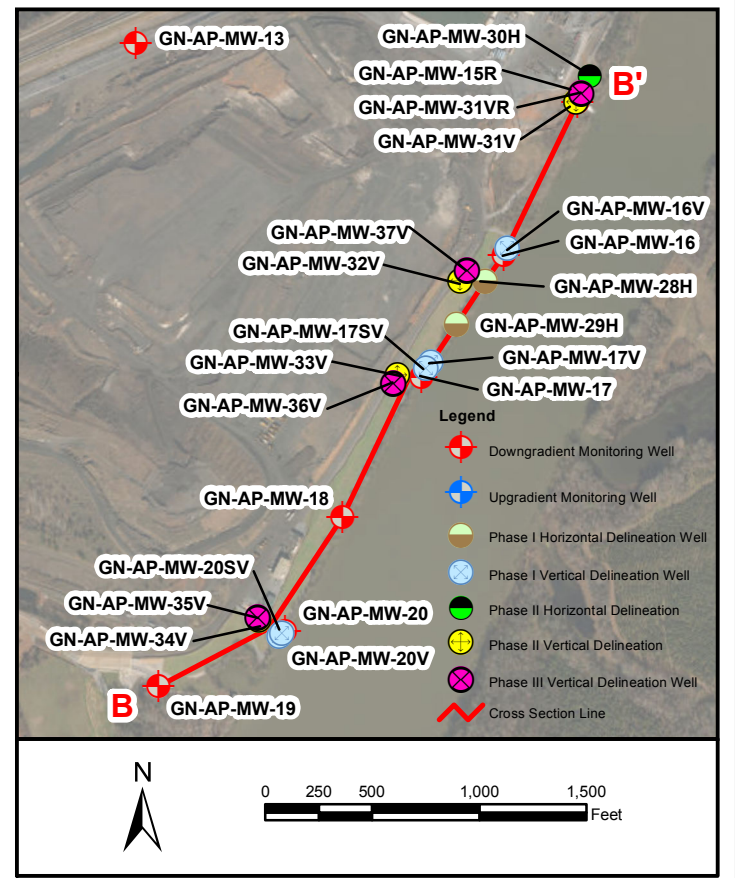 GN-AP-MW-13
GN-AP-MW-30H
GN-AP-MW-15R
B'
GN-AP-MW-31VR
GN-AP-MW-31V
GN-AP-MW-16V
GN-AP-MW-37V
GN-AP-MW-16
GN-AP-MW-32V
GN-AP-MW-28H
GN-AP-MW-17SV
GN-AP-MW-29H
GN-AP-MW-33V
GN-AP-MW-17V
GN-AP-MW-17
GN-AP-MW-36V
Legend
Downgradient Monitoring Well
Upgradient Monitoring Well
Phase I Horizontal Delineation Well
Phase I Vertical Delineation Well
Phase II Horizontal Delineation
Phase II Vertical Delineation
Phase III Vertical Delineation Well
Cross Section Line
GN-AP-MW-18
GN-AP-MW-20SV
GN-AP-MW-35V
GN-AP-MW-20
GN-AP-MW-34V
GN-AP-MW-20V
B
GN-AP-MW-19
N
0 250 500 1,000 1,500
Feet